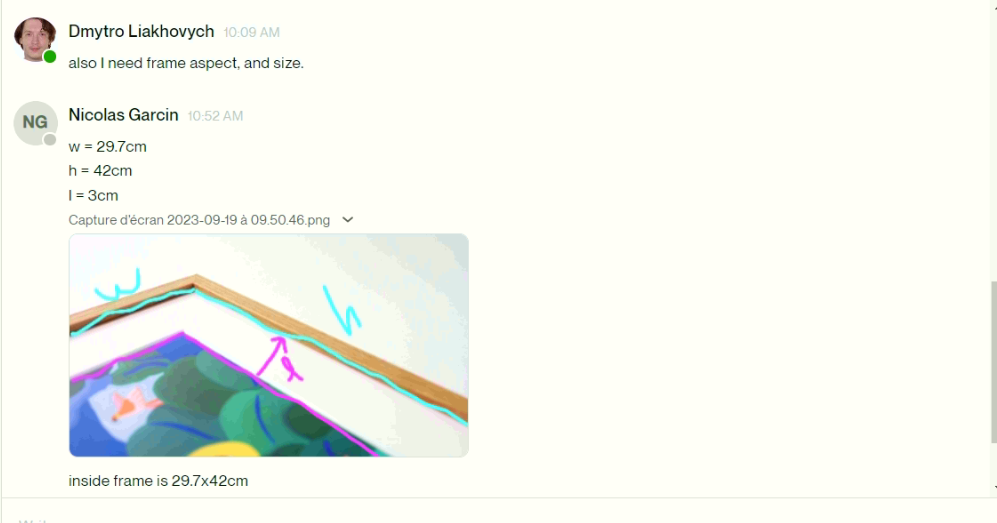 Dmytro Liakhovych 10:09 AM
also I need frame aspect, and size.
NG
Nicolas Garcin 10:52 AM
w = 29.7cm
h = 42cm
l = 3cm
Capture d'écran 2023-09-19 à 09.50.46.png
w
h
l
inside frame is 29.7x42cm